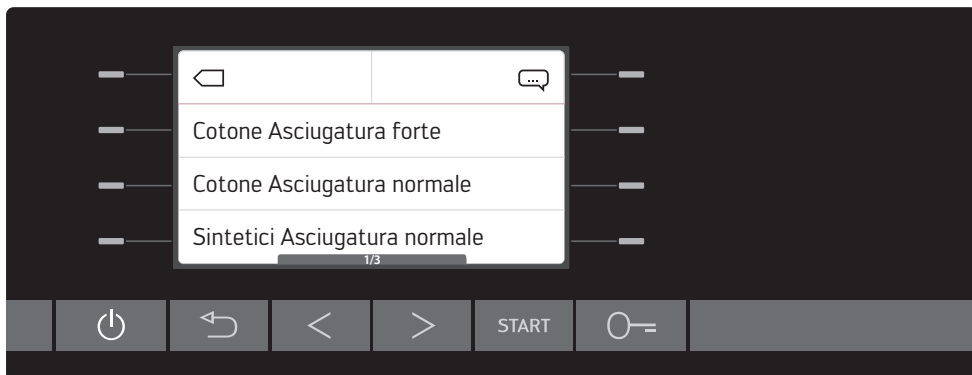 Cotone Asciugatura forte
Cotone Asciugatura normale
Sintetici Asciugatura normale
1/3
START